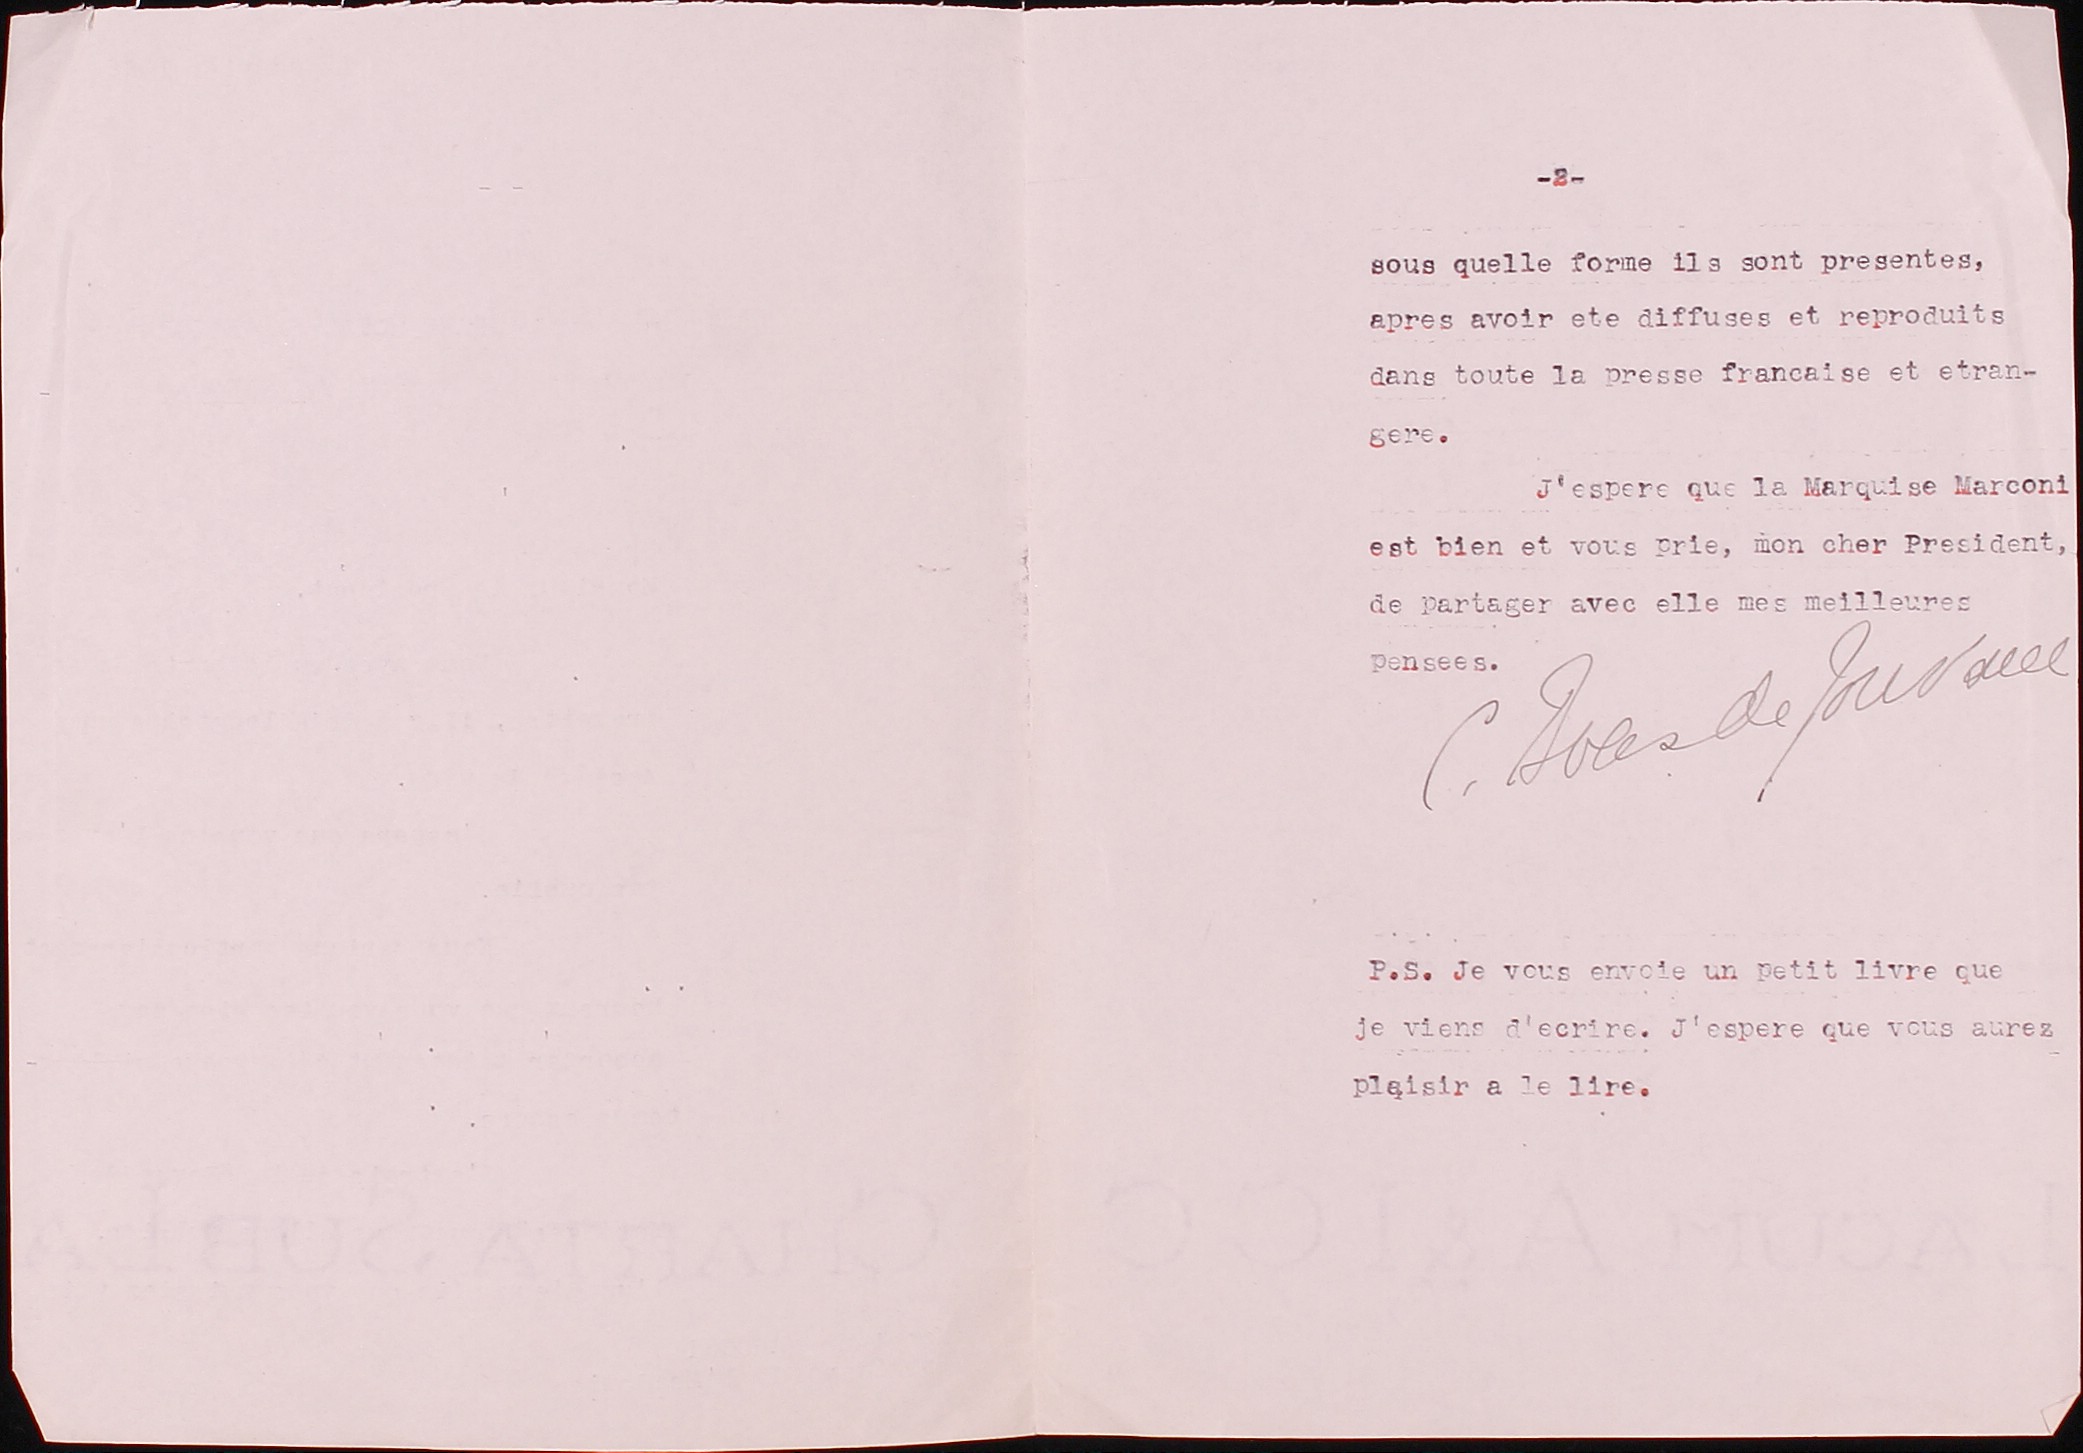 -2-
sous quelle forme ils sont presentes,
apres avoir ete diffuses et reproduits
dans toute la presse francaise et etran-
gere.
J'espere que la Marquise Marconi
est bien et vous prie, mon cher President,
de partager avec elle mes meilleures
pensees.
C. Boas de Jouvenel
P.S. Je vous envoie un petit livre que
je viens d'ecrire. J'espere que vous aurez
plaisir a le lire.